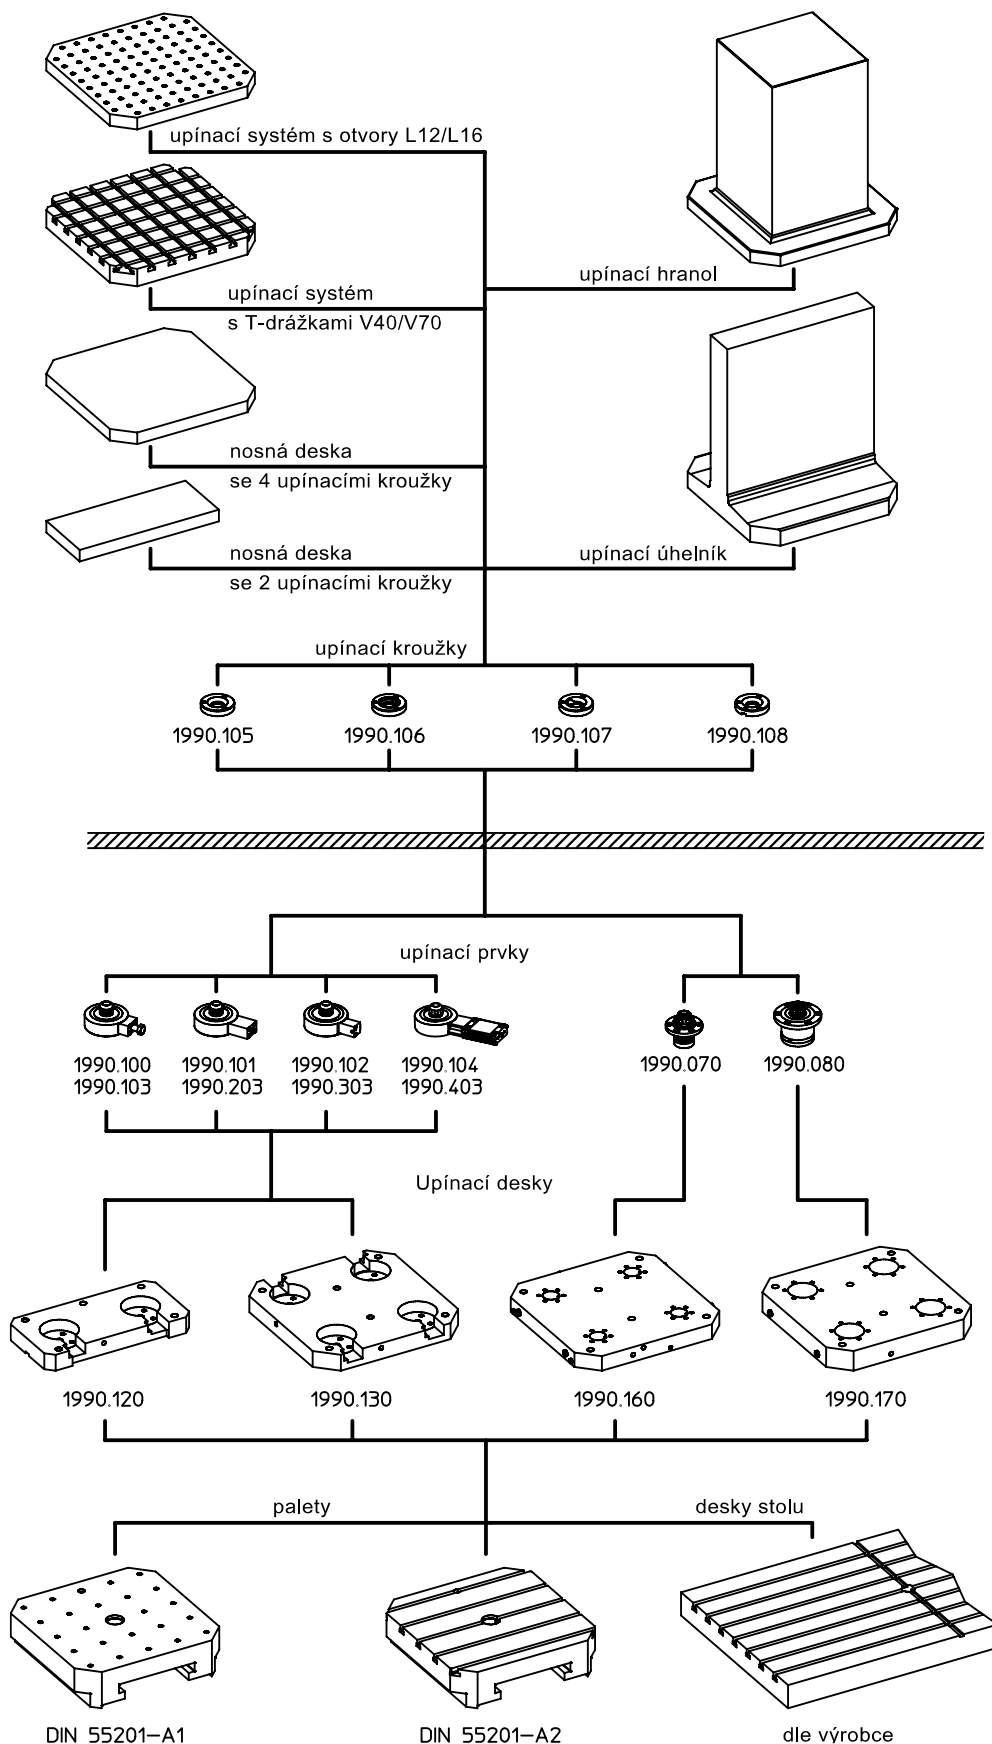 upínací systém s otvory L12/L16
upínací hranol
upínací systém
s T-drážkami V40/V70
nosná deska
se 4 upínacími kroužky
nosná deska
se 2 upínacími kroužky
upínací úhelník
upínací kroužky
1990.105
1990.106
1990.107
1990.108
upínací prvky
1990.100
1990.103
1990.101
1990.203
1990.102
1990.303
1990.104
1990.403
1990.070
1990.080
Upínací desky
1990.120
1990.130
1990.160
1990.170
palety
desky stolu
DIN 55201-A1
DIN 55201-A2
dle výrobce